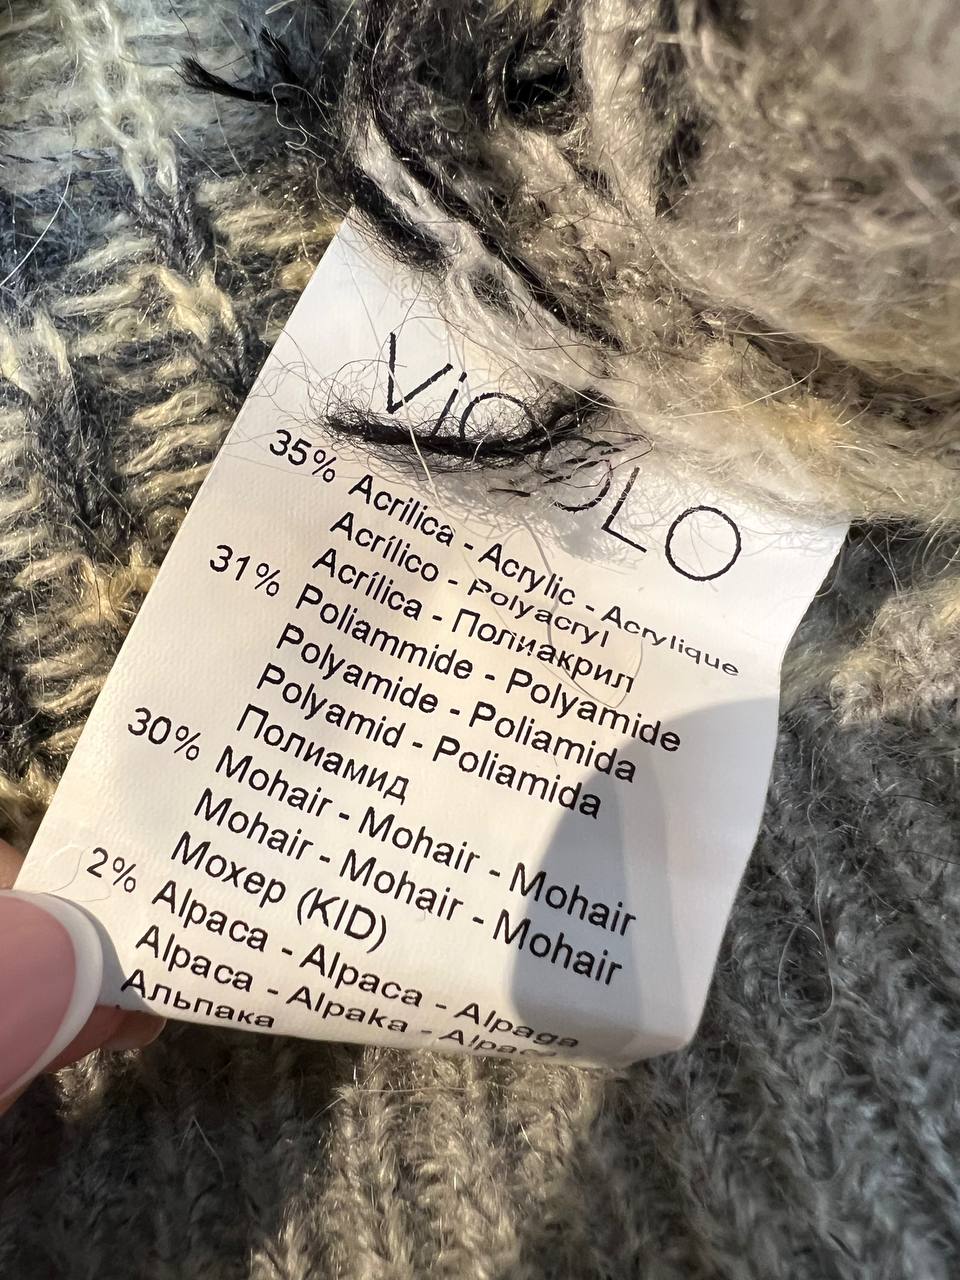 35% Acrilica - Acrylic - Acrylique
Acrílico - Polyacryl
Acrílica - Полиакрил
31% Poliammide - Polyamide
Polyamide - Poliamida
Polyamid - Poliamida
Полиамид
30% Mohair - Mohair - Mohair
Mohair - Mohair - Mohair
Мохер (KID)
2% Alpaca - Alpaca - Alpaga
Alpaca - Alpaka -
Альпака